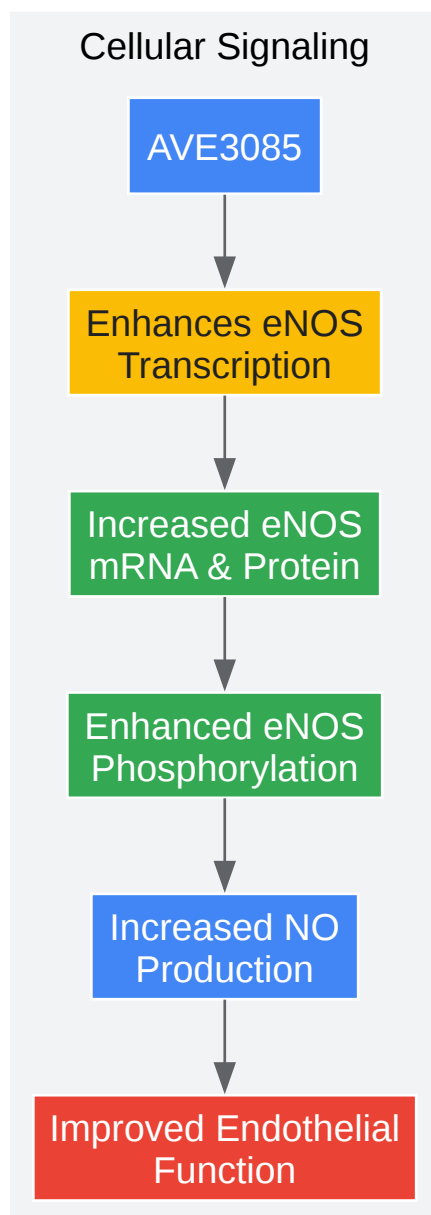 Cellular Signaling
AVE3085
Enhances eNOS
Transcription
Increased eNOS
mRNA & Protein
Enhanced eNOS
Phosphorylation
Increased NO
Production
Improved Endothelial
Function